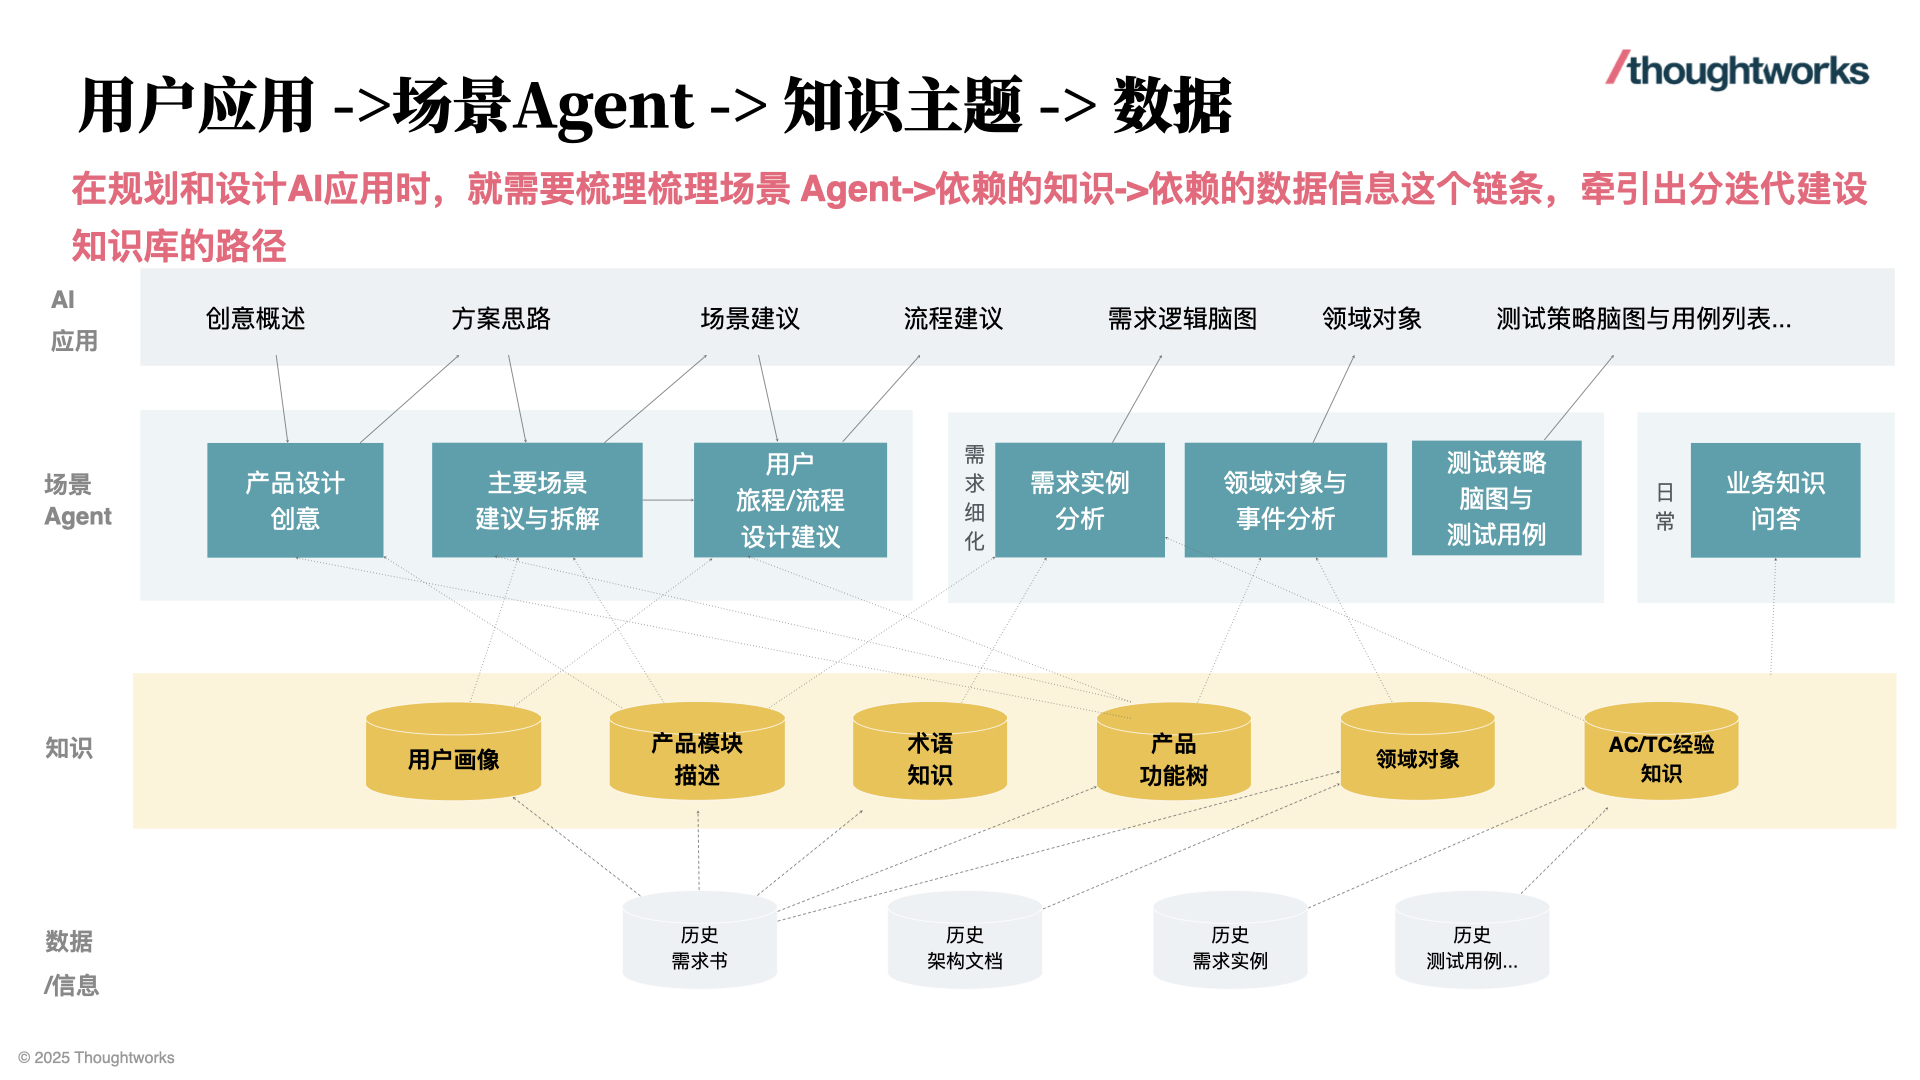 /thoughtworks
用户应用 ->场景Agent -> 知识主题 -> 数据
在规划和设计AI应用时，就需要梳理梳理场景 Agent->依赖的知识->依赖的数据信息这个链条，牵引出分迭代建设
知识库的路径
AI
应用
创意概述
方案思路
场景建议
流程建议
需求逻辑脑图
领域对象
测试策略脑图与用例列表...
场景
Agent
产品设计
创意
主要场景
建议与拆解
用户
旅程/流程
设计建议
需
求
细
化
需求实例
分析
领域对象与
事件分析
测试策略
脑图与
测试用例
日
常
业务知识
问答
知识
用户画像
产品模块
描述
术语
知识
产品
功能树
领域对象
AC/TC经验
知识
数据
/信息
历史
需求书
历史
架构文档
历史
需求实例
历史
测试用例...
© 2025 Thoughtworks